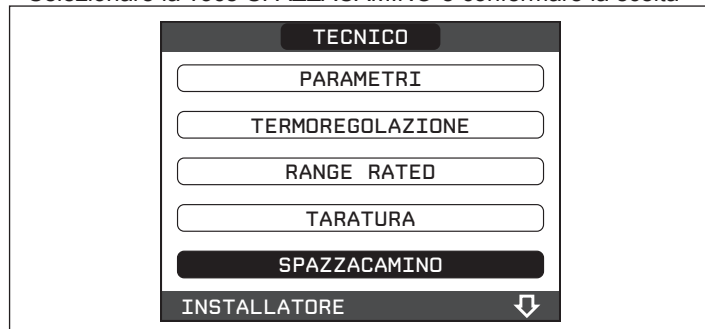 TECNICO
PARAMETRI
TERMOREGOLAZIONE
RANGE RATED
TARATURA
SPAZZACAMINO
INSTALLATORE